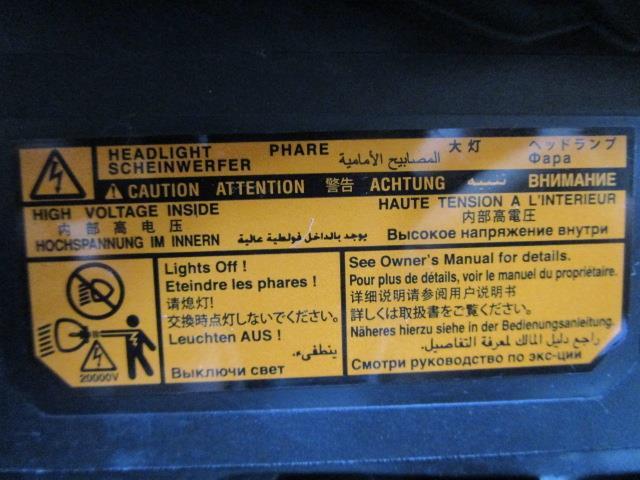 HEADLIGHT PHARE المصابيح الأمامية 大灯 ヘッドランプ
SCHEINWERFER Фара
CAUTION ATTENTION 警告 ACHTUNG تنبيه ВНИМАНИЕ
HIGH VOLTAGE INSIDE HAUTE TENSION A L'INTERIEUR
内部高电压 内部高電圧
HOCHSPANNUNG IM INNERN يوجد بالداخل فولطية عالية Высокое напряжение внутри
20000V
Lights Off !
Eteindre les phares !
请熄灯!
交換時点灯しないでください。
Leuchten AUS !
ينطفىء.
Выключи свет
See Owner's Manual for details.
Pour plus de détails, voir le manuel du propriétaire.
详细说明请参阅用户说明书
詳しくは取扱書をご覧ください。
Näheres hierzu siehe in der Bedienungsanleitung.
راجع دليل المالك لمعرفة التفاصيل.
Смотри руководство по экс-ции